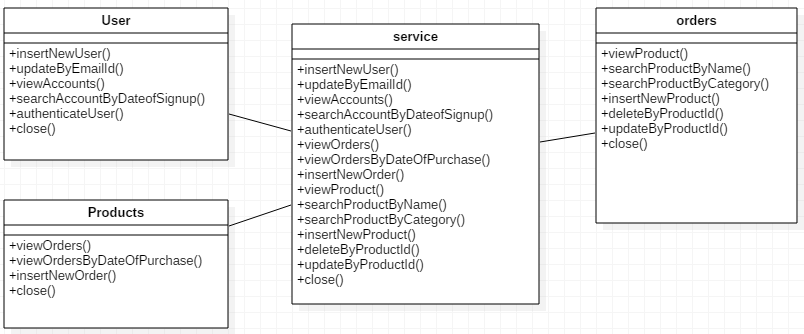 User
+insertNewUser()
+updateByEmailId()
+viewAccounts()
+searchAccountByDateofSignup()
+authenticateUser()
+close()
Products
+viewOrders()
+viewOrdersByDateOfPurchase()
+insertNewOrder()
+close()
service
+insertNewUser()
+updateByEmailId()
+viewAccounts()
+searchAccountByDateofSignup()
+authenticateUser()
+viewOrders()
+viewOrdersByDateOfPurchase()
+insertNewOrder()
+viewProduct()
+searchProductByName()
+searchProductByCategory()
+insertNewProduct()
+deleteByProductId()
+updateByProductId()
+close()
orders
+viewProduct()
+searchProductByName()
+searchProductByCategory()
+insertNewProduct()
+deleteByProductId()
+updateByProductId()
+close()